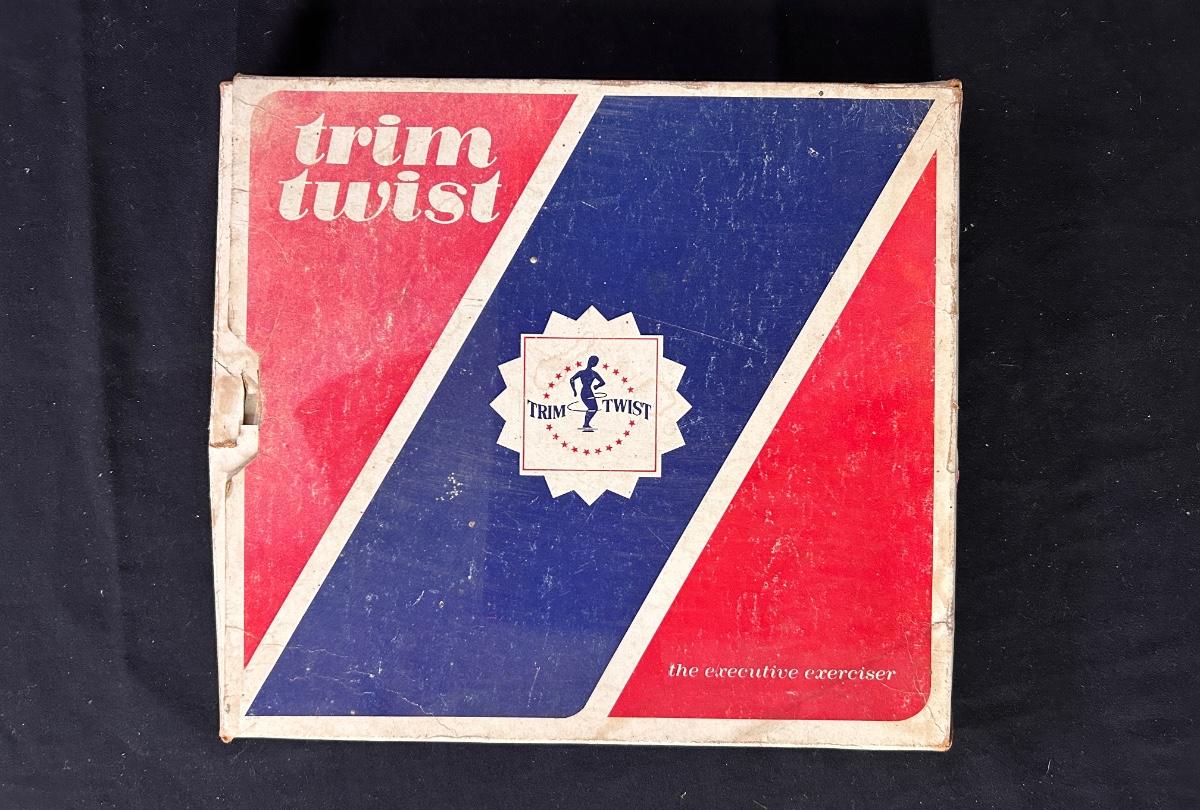 trim
twist
TRIM TWIST
the executive exerciser